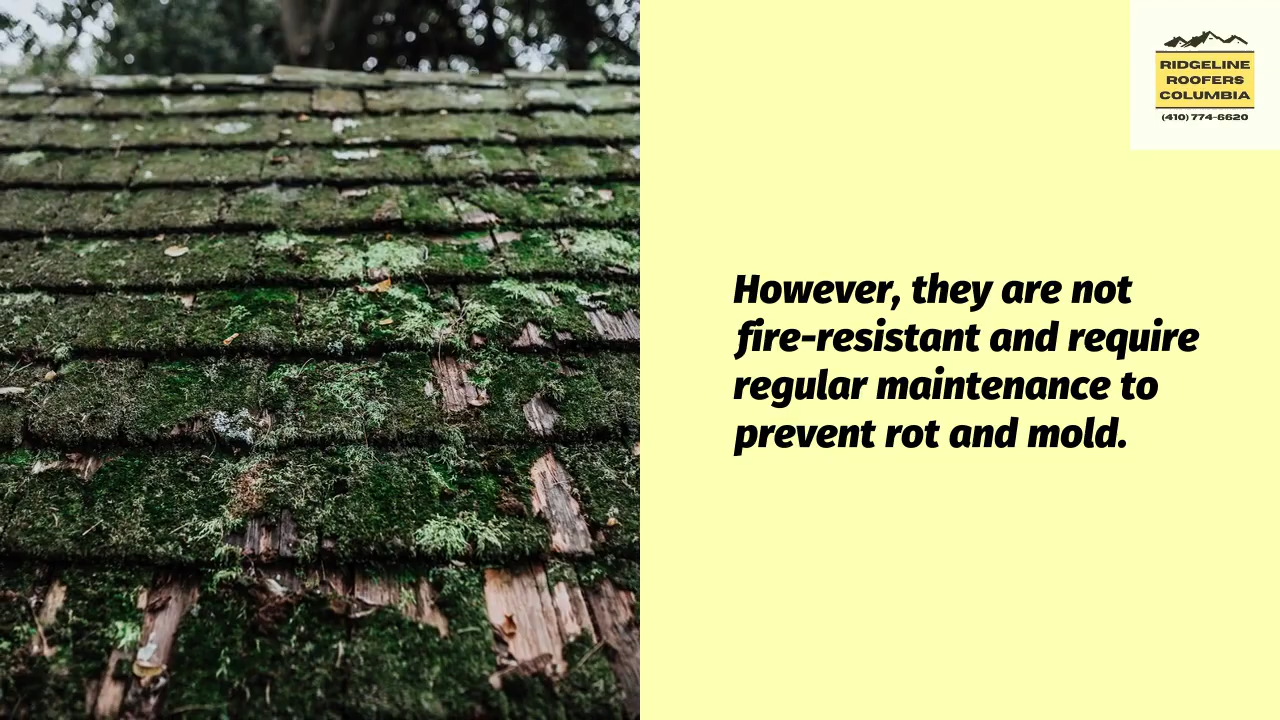 RIDGELINE
ROOFERS
COLUMBIA
(410) 774-6620
However, they are not
fire-resistant and require
regular maintenance to
prevent rot and mold.